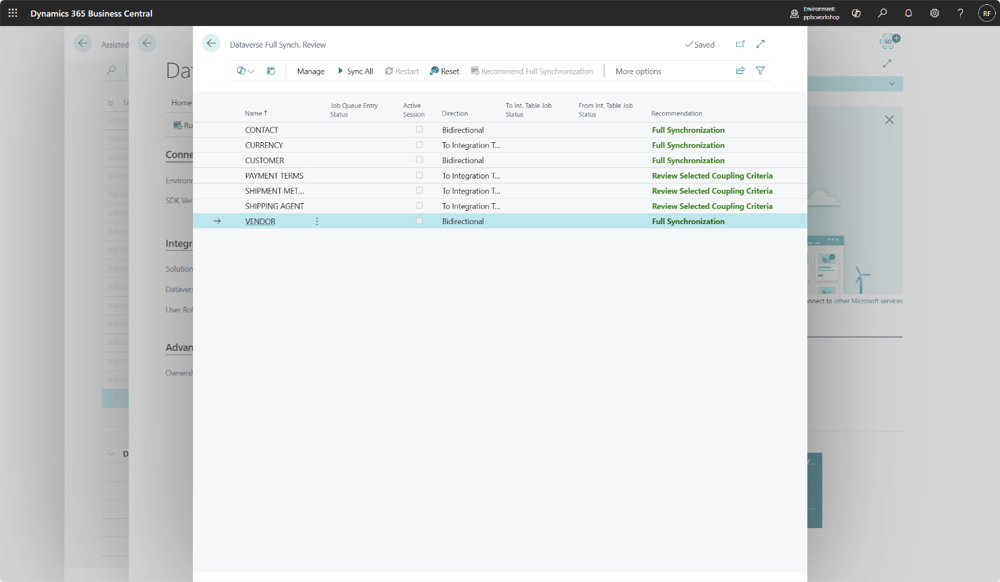 Dynamics 365 Business Central
Environment:
ppbcworkshop
RF
Assisted
Dataverse Full Synch. Review
Saved
SO
Da
Manage
Sync All
Restart
Reset
Recommend Full Synchronization
More options
Home
Ru
Name ↑
Job Queue Entry
Status
Active
Session
Direction
To Int. Table Job
Status
From Int. Table Job
Status
Recommendation
CONTACT Bidirectional Full Synchronization
CURRENCY To Integration T... Full Synchronization
CUSTOMER Bidirectional Full Synchronization
PAYMENT TERMS To Integration T... Review Selected Coupling Criteria
SHIPMENT MET... To Integration T... Review Selected Coupling Criteria
SHIPPING AGENT To Integration T... Review Selected Coupling Criteria
VENDOR Bidirectional Full Synchronization
Conne
Environ
SDK Ver
Integr
Solution
Datavers
User Rol
onnect to other Microsoft services
Advan
Ownersh
D
/...